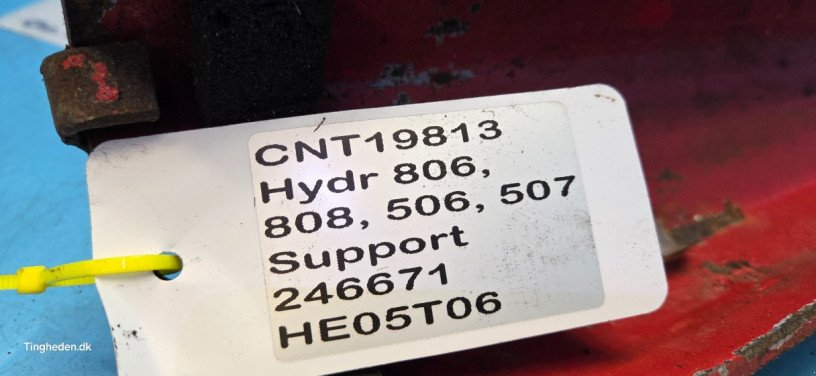 CNT19813
Hydr 806,
808, 506, 507
Support
246671
HE05T06
Tingheden.dk